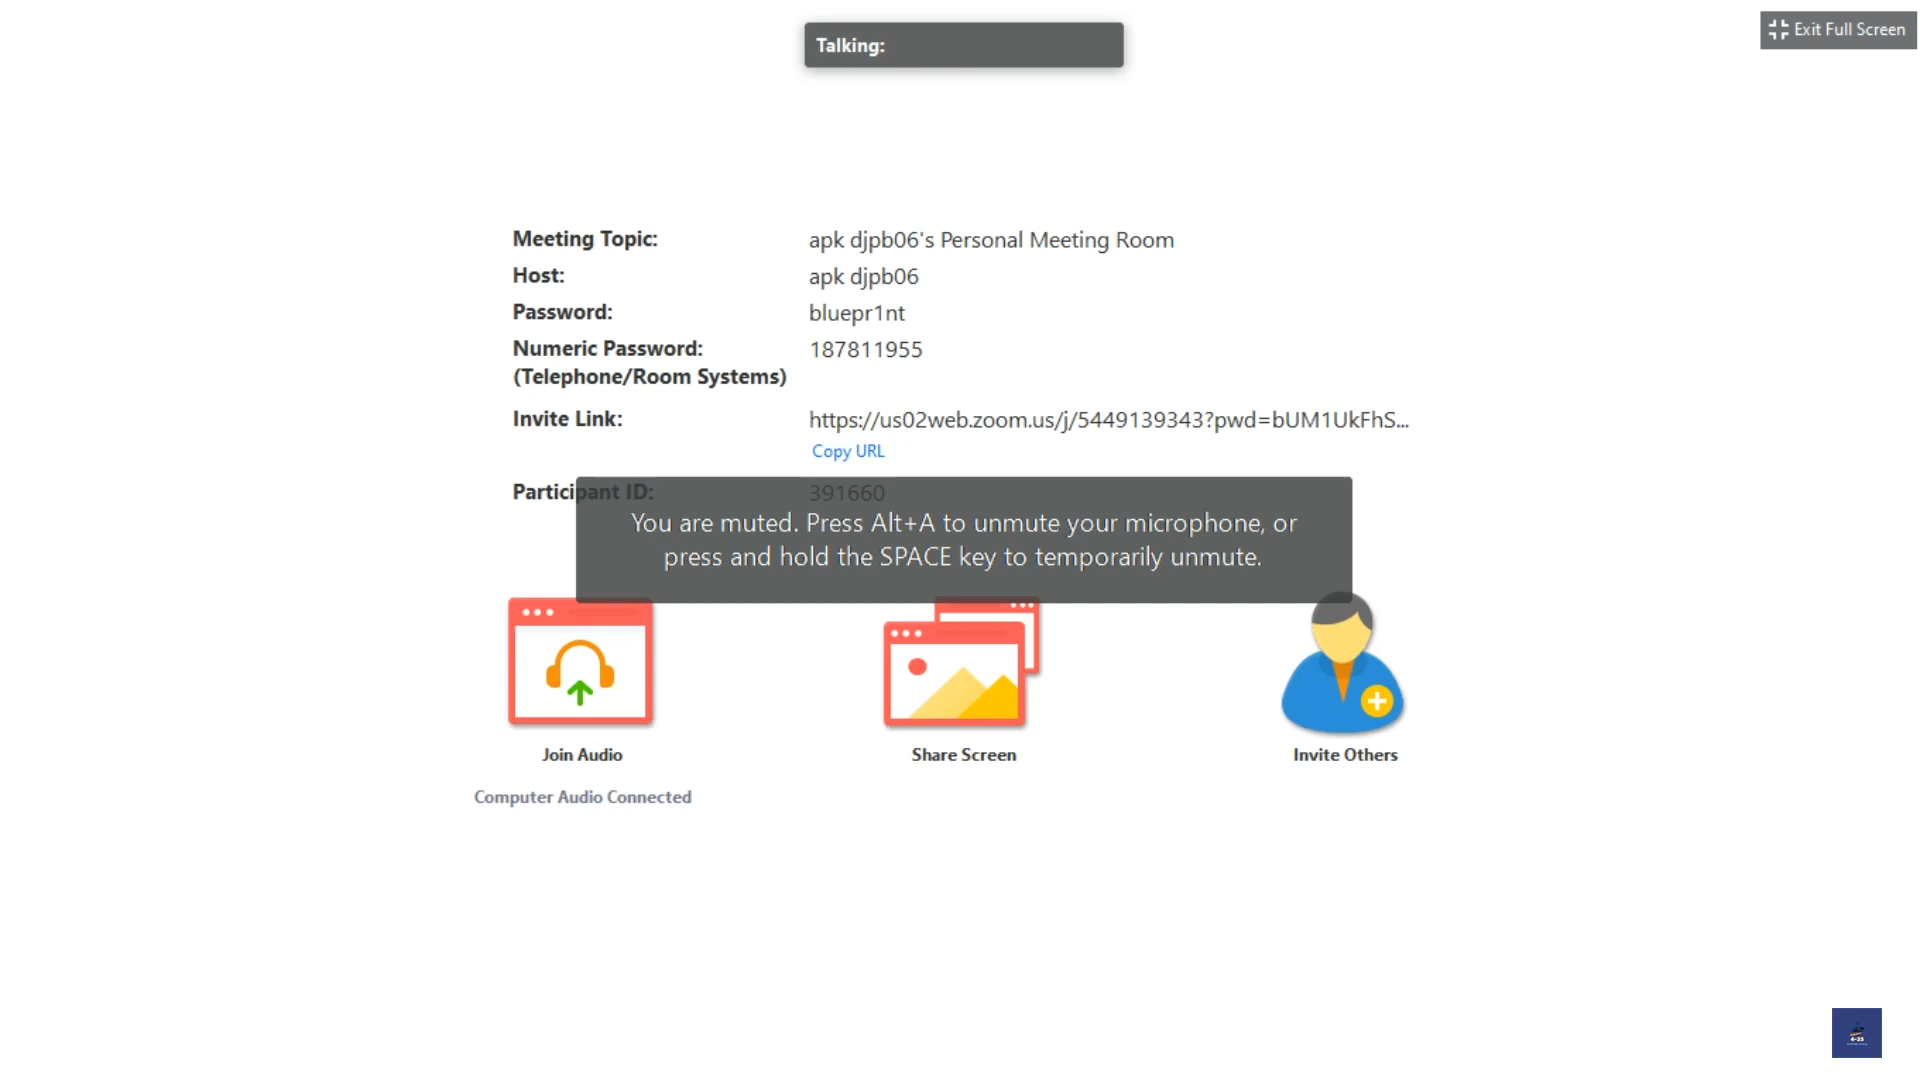 Talking:
Exit Full Screen
Meeting Topic: apk djpb06's Personal Meeting Room
Host: apk djpb06
Password: bluepr1nt
Numeric Password: 187811955
(Telephone/Room Systems)
Invite Link: https://us02web.zoom.us/j/5449139343?pwd=bUM1UkFhS...
Copy URL
Participant ID: 391660
You are muted. Press Alt+A to unmute your microphone, or
press and hold the SPACE key to temporarily unmute.
Join Audio
Share Screen
Invite Others
Computer Audio Connected
4-25